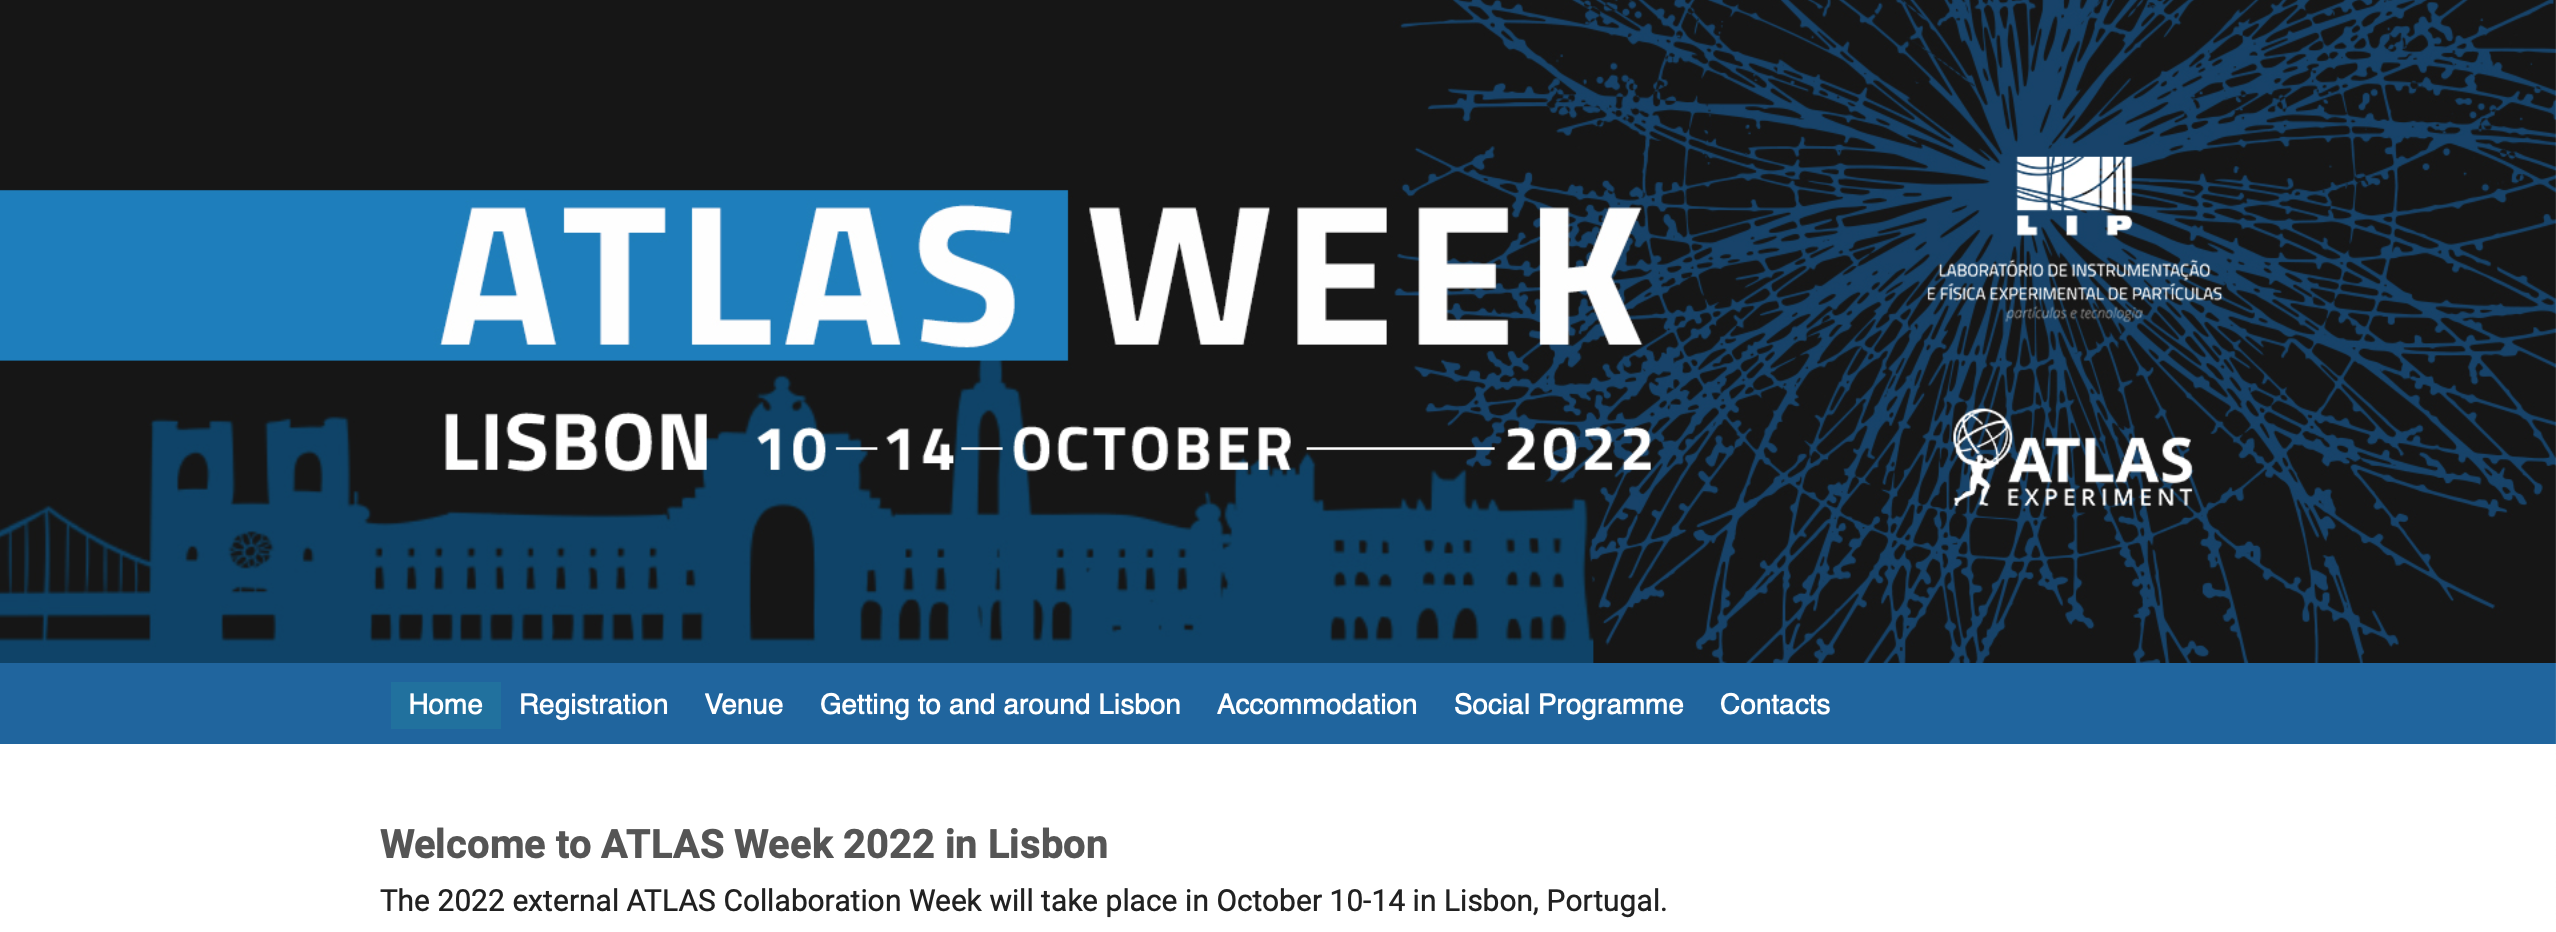 ATLAS WEEK
LISBON 10—14—OCTOBER———2022
LIP
LABORATÓRIO DE INSTRUMENTAÇÃO
E FÍSICA EXPERIMENTAL DE PARTÍCULAS
partículas e tecnologia
ATLAS
EXPERIMENT
Home Registration Venue Getting to and around Lisbon Accommodation Social Programme Contacts
Welcome to ATLAS Week 2022 in Lisbon
The 2022 external ATLAS Collaboration Week will take place in October 10-14 in Lisbon, Portugal.